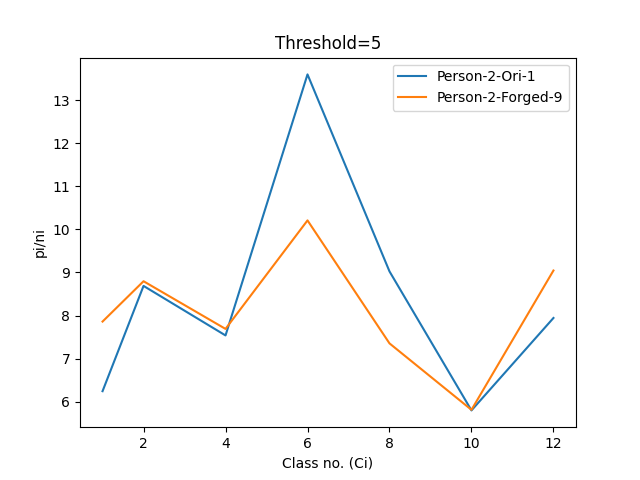 Threshold=5
Person-2-Ori-1
Person-2-Forged-9
13
12
11
10
9
8
7
6
pi/ni
2 4 6 8 10 12
Class no. (Ci)